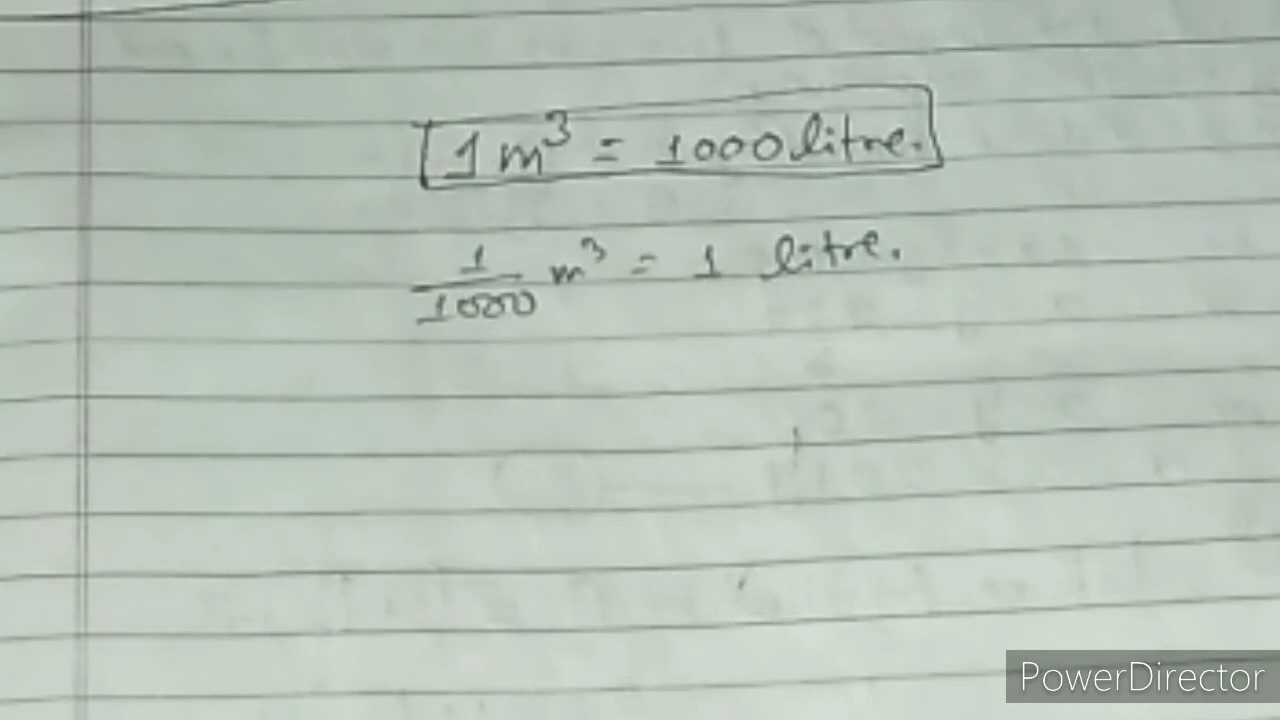 1 m³ = 1000 litre.
1/1000 m³ = 1 litre.
PowerDirector